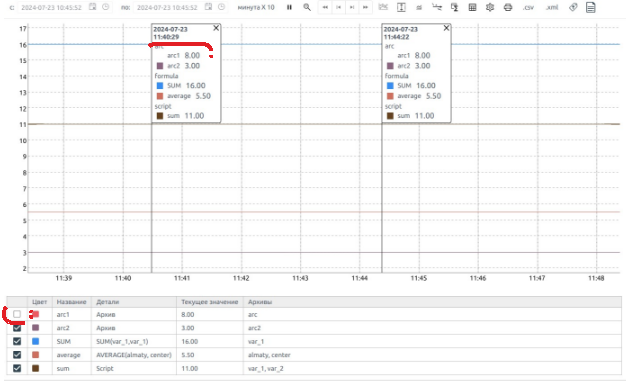 с: 2024-07-23 10:45:52 по: 2024-07-23 10:45:52 минута X 10 .csv .xml
17
16
15
14
13
12
11
10
9
8
7
6
5
4
3
2
2024-07-23
11:40:29
arc
arc1 8.00
arc2 3.00
formula
SUM 16.00
average 5.50
script
sum 11.00
2024-07-23
11:44:22
arc
arc1 8.00
arc2 3.00
formula
SUM 16.00
average 5.50
script
sum 11.00
11:39 11:40 11:41 11:42 11:43 11:44 11:45 11:46 11:47 11:48
Цвет Название Детали Текущее значение Архивы
arc1 Архив 8.00 arc
arc2 Архив 3.00 arc2
SUM SUM(var_1,var_1) 16.00 var_1
average AVERAGE(almaty, center) 5.50 almaty, center
sum Script 11.00 var_1, var_2